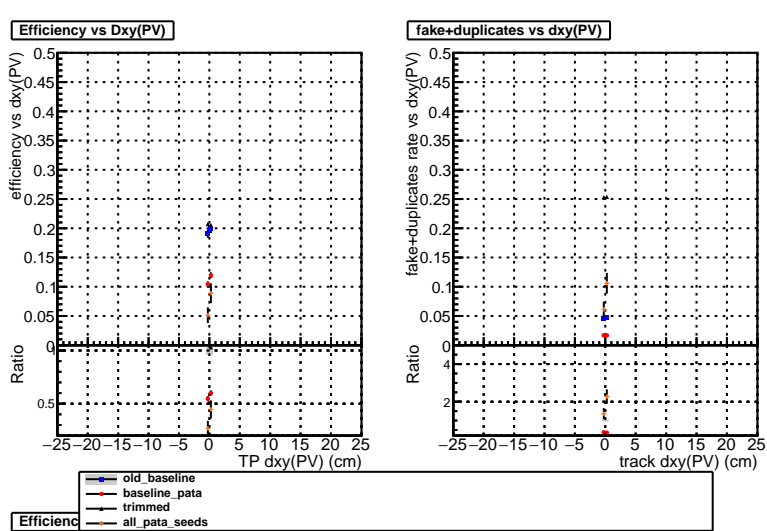 Efficiency vs Dxy(PV)
efficiency vs dxy(PV)
0.5
0.45
0.4
0.35
0.3
0.25
0.2
0.15
0.1
0.05
0
Ratio
1
0.5
−25 −20 −15 −10 −5 0 5 10 15 20 25
TP dxy(PV) (cm)
fake+duplicates vs dxy(PV)
fake+duplicates rate vs dxy(PV)
0.5
0.45
0.4
0.35
0.3
0.25
0.2
0.15
0.1
0.05
0
Ratio
4
2
−25 −20 −15 −10 −5 0 5 10 15 20 25
track dxy(PV) (cm)
old_baseline
baseline_pata
trimmed
all_pata_seeds